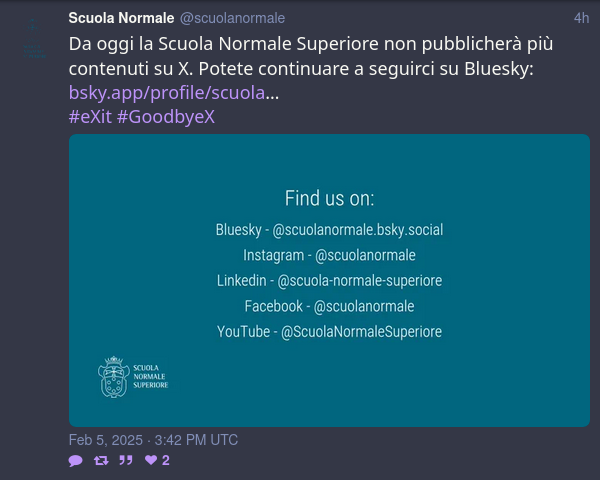 Scuola Normale @scuolanormale 4h
Da oggi la Scuola Normale Superiore non pubblicherà più
contenuti su X. Potete continuare a seguirci su Bluesky:
bsky.app/profile/scuola…
#eXit #GoodbyeX
Find us on:
Bluesky - @scuolanormale.bsky.social
Instagram - @scuolanormale
Linkedin - @scuola-normale-superiore
Facebook - @scuolanormale
YouTube - @ScuolaNormaleSuperiore
SCUOLA
NORMALE
SUPERIORE
Feb 5, 2025 · 3:42 PM UTC
2